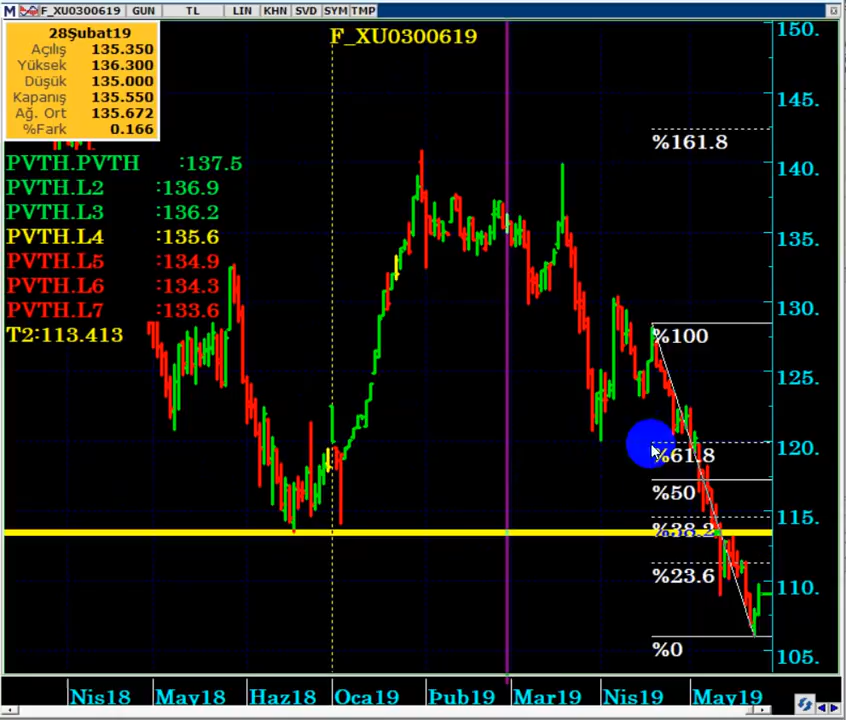 M F_XU0300619 GUN TL LIN KHN SVD SYM TMP
28Şubat19
Açılış 135.350
Yüksek 136.300
Düşük 135.000
Kapanış 135.550
Ağ. Ort 135.672
%Fark 0.166
F_XU0300619
PVTH.PVTH :137.5
PVTH.L2 :136.9
PVTH.L3 :136.2
PVTH.L4 :135.6
PVTH.L5 :134.9
PVTH.L6 :134.3
PVTH.L7 :133.6
T2:113.413
%161.8
%100
%61.8
%50
%38.2
%23.6
%0
150.
145.
140.
135.
130.
125.
120.
115.
110.
105.
Nis18 May18 Haz18 Oca19 Þub19 Mar19 Nis19 May19